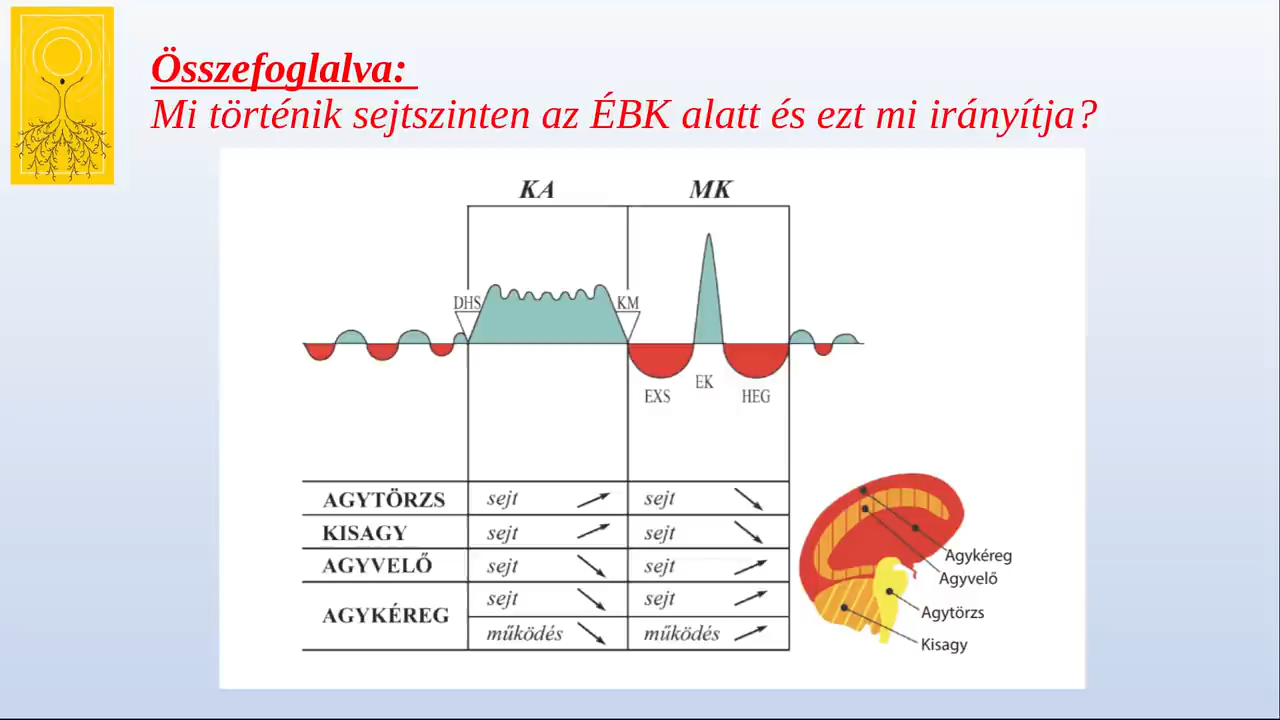 Összefoglalva:
Mi történik sejtszinten az ÉBK alatt és ezt mi irányítja?
KA MK
DHS KM
EXS EK HEG
AGYTÖRZS sejt sejt
KISAGY sejt sejt
AGYVELŐ sejt sejt
AGYKÉREG sejt sejt
működés működés
Agykéreg
Agyvelő
Agytörzs
Kisagy